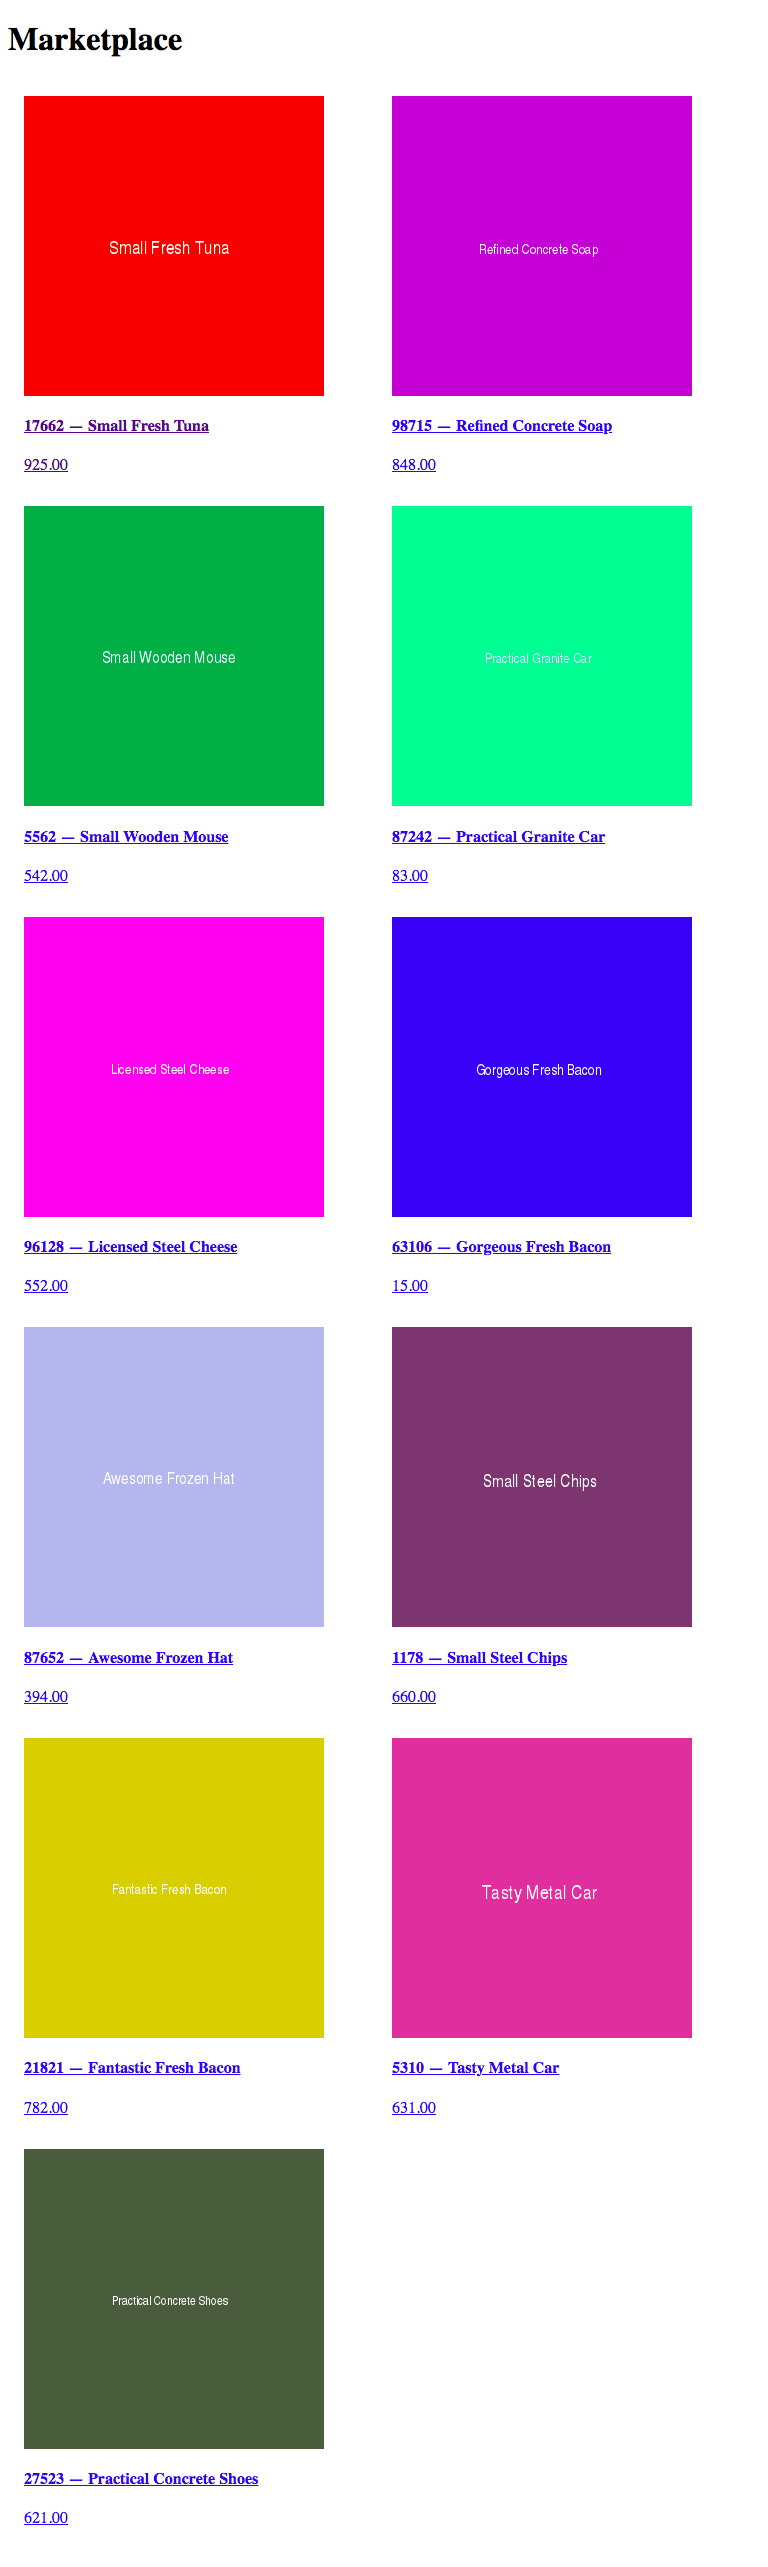 Marketplace
Small Fresh Tuna
Refined Concrete Soap
17662 — Small Fresh Tuna
98715 — Refined Concrete Soap
925.00
848.00
Small Wooden Mouse
Practical Granite Car
5562 — Small Wooden Mouse
87242 — Practical Granite Car
542.00
83.00
Licensed Steel Cheese
Gorgeous Fresh Bacon
96128 — Licensed Steel Cheese
63106 — Gorgeous Fresh Bacon
552.00
15.00
Awesome Frozen Hat
Small Steel Chips
87652 — Awesome Frozen Hat
1178 — Small Steel Chips
394.00
660.00
Fantastic Fresh Bacon
Tasty Metal Car
21821 — Fantastic Fresh Bacon
5310 — Tasty Metal Car
782.00
631.00
Practical Concrete Shoes
27523 — Practical Concrete Shoes
621.00